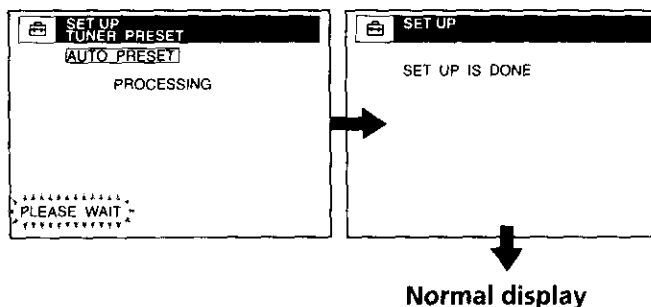 SET UP
TUNER PRESET
AUTO PRESET
PROCESSING
PLEASE WAIT
SET UP
SET UP IS DONE
Normal display